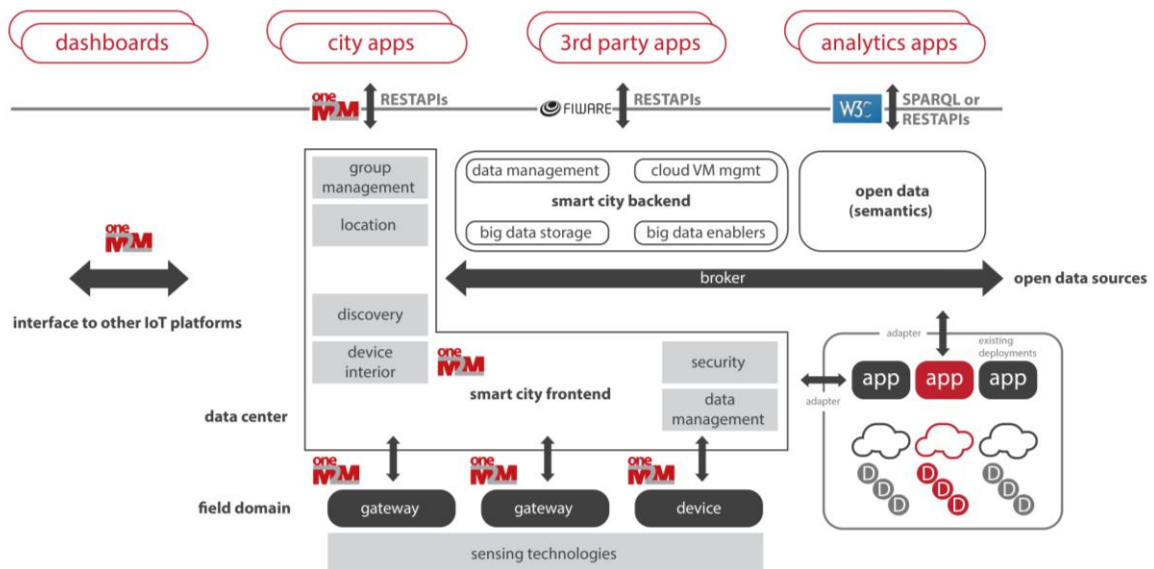 dashboards
city apps
3rd party apps
analytics apps
one
M2M
RESTAPIs
FIWARE
RESTAPIs
W3C
SPARQL or
RESTAPIs
group
management
location
data management
cloud VM mgmt
smart city backend
big data storage
big data enablers
open data
(semantics)
one
M2M
broker
open data sources
interface to other IoT platforms
discovery
device
interior
one
M2M
smart city frontend
security
data
management
data center
adapter
existing
deployments
app
app
app
adapter
D
D
D
D
D
D
D
D
D
one
M2M
one
M2M
one
M2M
field domain
gateway
gateway
device
sensing technologies